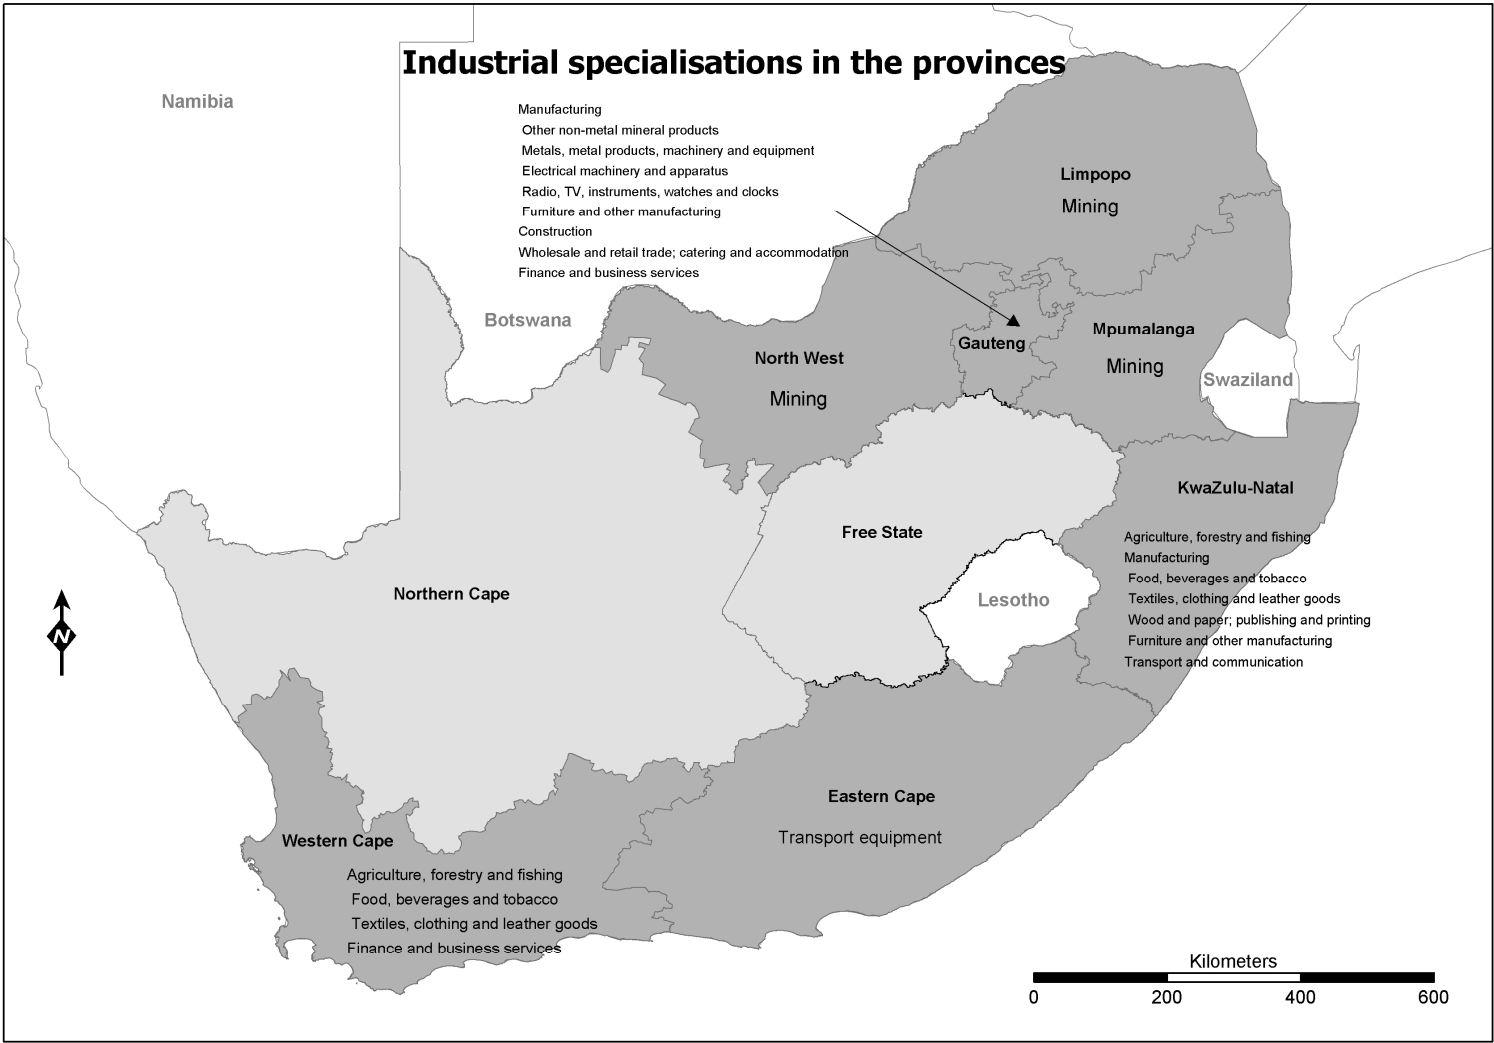 Industrial specialisations in the provinces
Namibia
Manufacturing
Other non-metal mineral products
Metals, metal products, machinery and equipment
Electrical machinery and apparatus
Radio, TV, instruments, watches and clocks
Furniture and other manufacturing
Construction
Wholesale and retail trade; catering and accommodation
Finance and business services
Limpopo
Mining
Botswana
North West
Mining
Gauteng
Mpumalanga
Mining
Swaziland
KwaZulu-Natal
Agriculture, forestry and fishing
Manufacturing
Food, beverages and tobacco
Textiles, clothing and leather goods
Wood and paper; publishing and printing
Furniture and other manufacturing
Transport and communication
Free State
Lesotho
Northern Cape
N
Eastern Cape
Transport equipment
Western Cape
Agriculture, forestry and fishing
Food, beverages and tobacco
Textiles, clothing and leather goods
Finance and business services
Kilometers
0 200 400 600